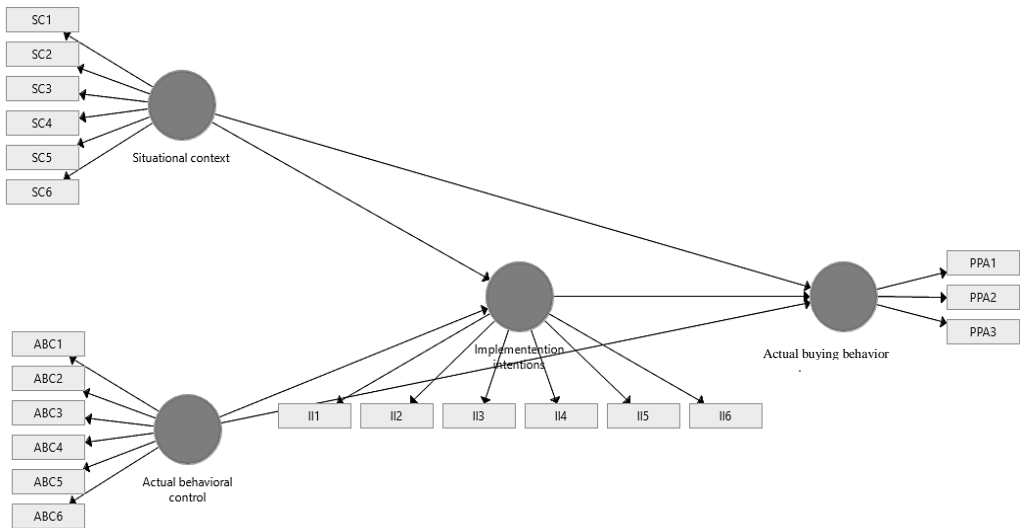 SC1
SC2
SC3
SC4
SC5
SC6
Situational context
PPA1
PPA2
PPA3
Implemementention
intentions
Actual buying behavior
.
ABC1
ABC2
ABC3
ABC4
ABC5
ABC6
II1
II2
II3
II4
II5
II6
Actual behavioral
control